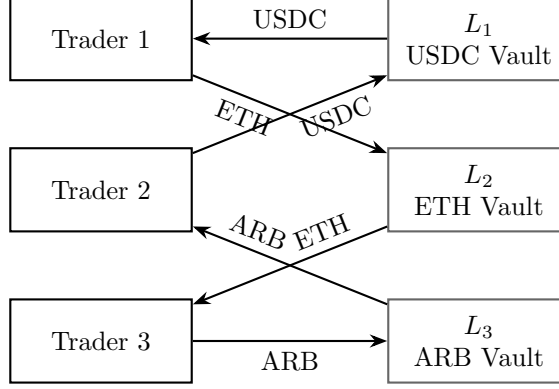 USDC
Trader 1
L₁
USDC Vault
ETH
USDC
Trader 2
L₂
ETH Vault
ARB
ETH
Trader 3
L₃
ARB Vault
ARB